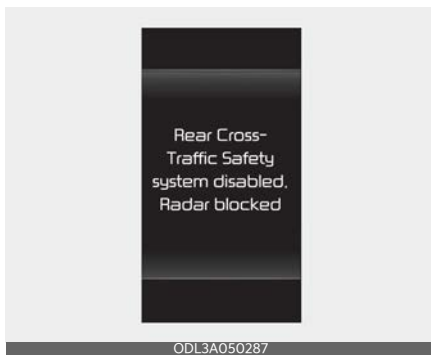 Rear Cross-
Traffic Safety
system disabled.
Radar blocked
ODL3A050287